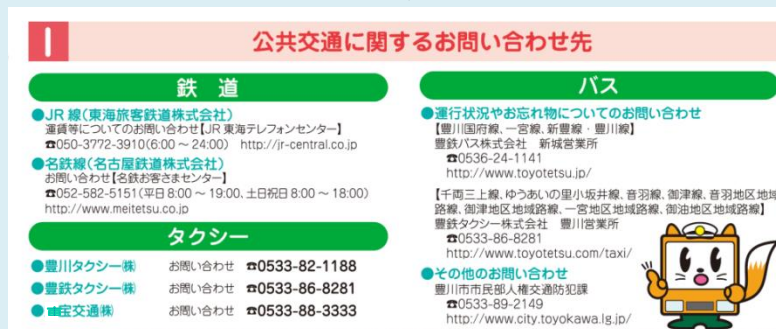 1
公共交通に関するお問い合わせ先
鉄 道
●JR 線(東海旅客鉄道株式会社)
運賃等についてのお問い合わせ【JR 東海テレフォンセンター】
☎050-3772-3910(6:00 ~ 24:00) http://jr-central.co.jp
●名鉄線(名古屋鉄道株式会社)
お問い合わせ【名鉄お客さまセンター】
☎052-582-5151(平日 8:00 ~ 19:00、土日祝日 8:00 ~ 18:00)
http://www.meitetsu.co.jp
タクシー
●豊川タクシー㈱ お問い合わせ ☎0533-82-1188
●豊鉄タクシー㈱ お問い合わせ ☎0533-86-8281
宝交通㈱ お問い合わせ ☎0533-88-3333
バス
●運行状況やお忘れ物についてのお問い合わせ
【豊川国府線、一宮線、新豊線・豊川線】
豊鉄バス株式会社 新城営業所
☎0536-24-1141
http://www.toyotetsu.jp/
【千両三上線、ゆうあいの里小坂井線、音羽線、御津線、音羽地区地域
路線、御津地区地域路線、一宮地区地域路線、御油地区地域路線】
豊鉄タクシー株式会社 豊川営業所
☎0533-86-8281
http://www.toyotetsu.com/taxi/
●その他のお問い合わせ
豊川市市民部人権交通防犯課
☎0533-89-2149
http://www.city.toyokawa.lg.jp/